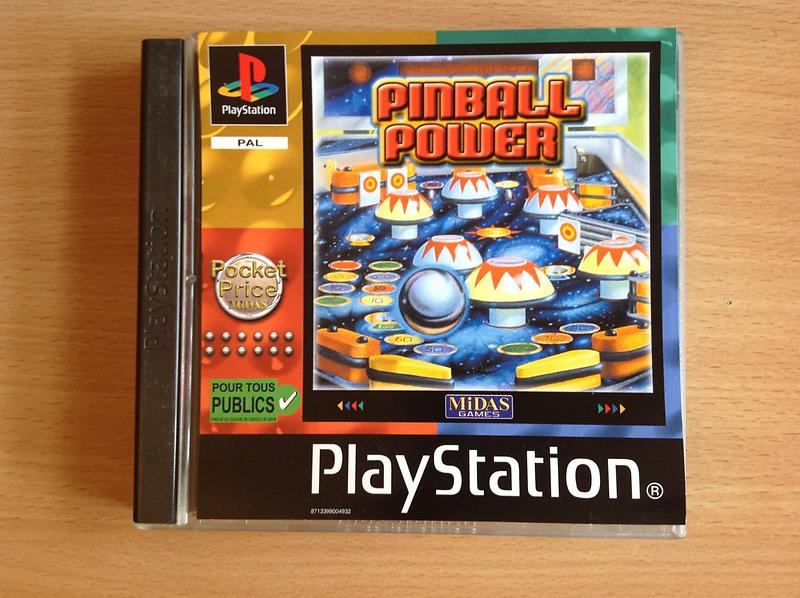 PlayStation
PAL
PINBALL
POWER
Pocket
Price
MiDAS
POUR TOUS
PUBLICS
MiDAS
GAMES
PlayStation®
8713399004932
PlayStation